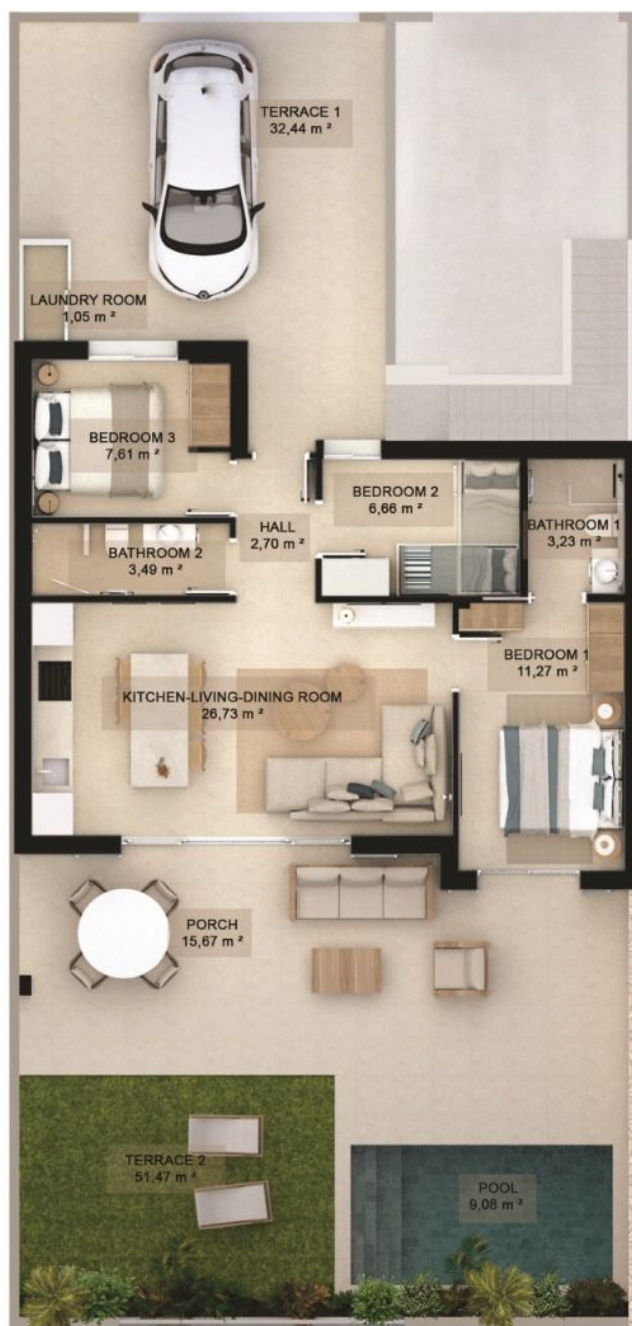 TERRACE 1
32,44 m ²
LAUNDRY ROOM
1,05 m ²
BEDROOM 3
7,61 m ²
BEDROOM 2
6,66 m ²
BATHROOM 1
3,23 m ²
HALL
2,70 m ²
BATHROOM 2
3,49 m ²
BEDROOM 1
11,27 m ²
KITCHEN-LIVING-DINING ROOM
26,73 m ²
PORCH
15,67 m ²
TERRACE 2
51,47 m ²
POOL
9,08 m ²